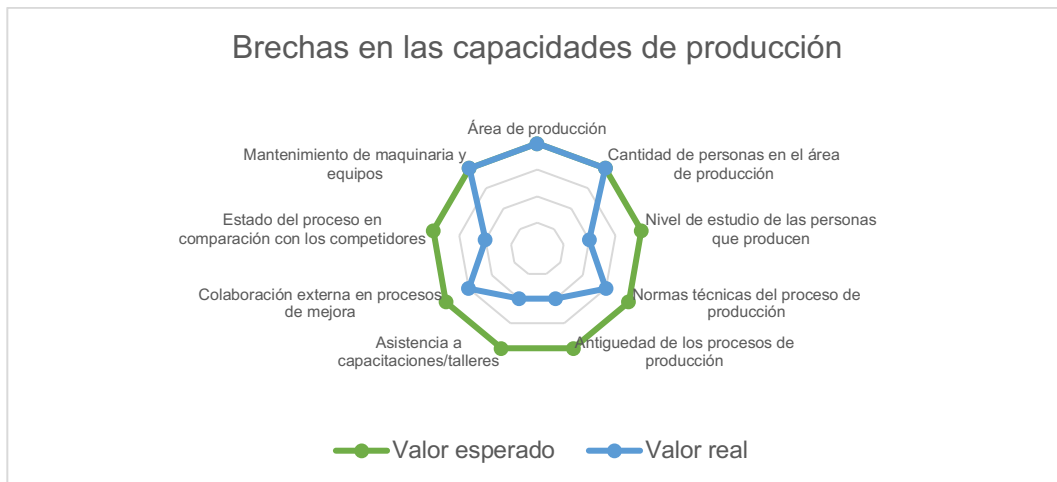 Brechas en las capacidades de producción
Área de producción
Mantenimiento de maquinaria y
equipos
Cantidad de personas en el área
de producción
Estado del proceso en
comparación con los competidores
Nivel de estudio de las personas
que producen
Colaboración externa en procesos
de mejora
Normas técnicas del proceso de
producción
Asistencia a
capacitaciones/talleres
Antiguedad de los procesos de
producción
Valor esperado
Valor real